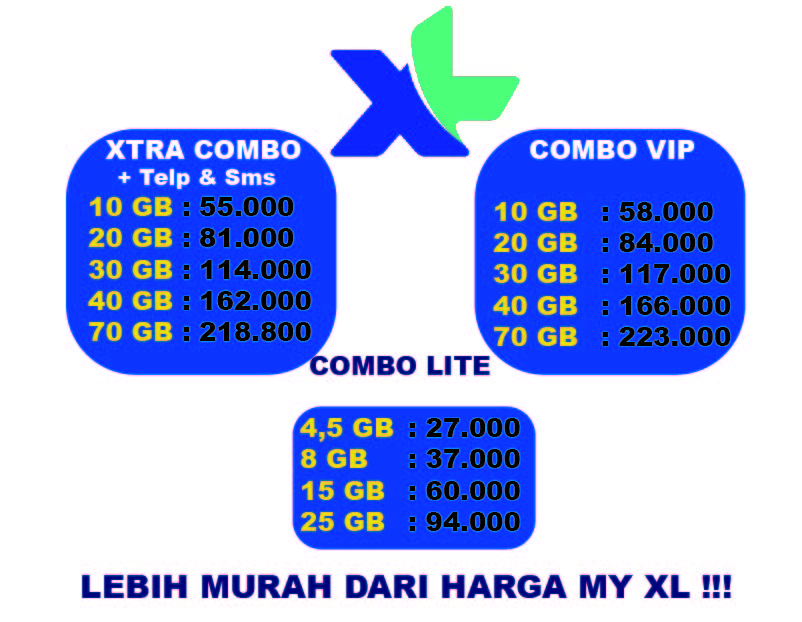 XL
XTRA COMBO
+ Telp & Sms
10 GB : 55.000
20 GB : 81.000
30 GB : 114.000
40 GB : 162.000
70 GB : 218.800
COMBO VIP
10 GB : 58.000
20 GB : 84.000
30 GB : 117.000
40 GB : 166.000
70 GB : 223.000
COMBO LITE
4,5 GB : 27.000
8 GB : 37.000
15 GB : 60.000
25 GB : 94.000
LEBIH MURAH DARI HARGA MY XL !!!